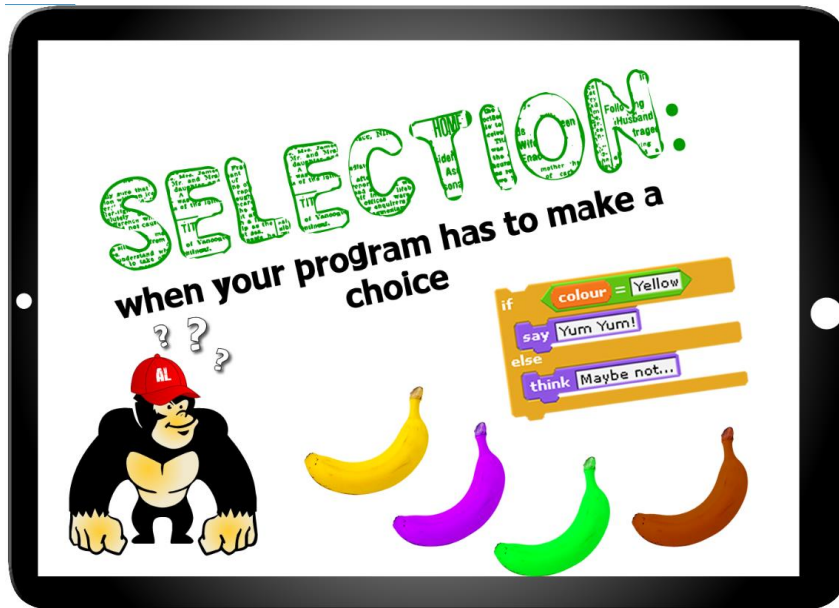 SELECTION:
when your program has to make a
choice
? ? ?
AL
if colour = Yellow
say Yum Yum!
else
think Maybe not...